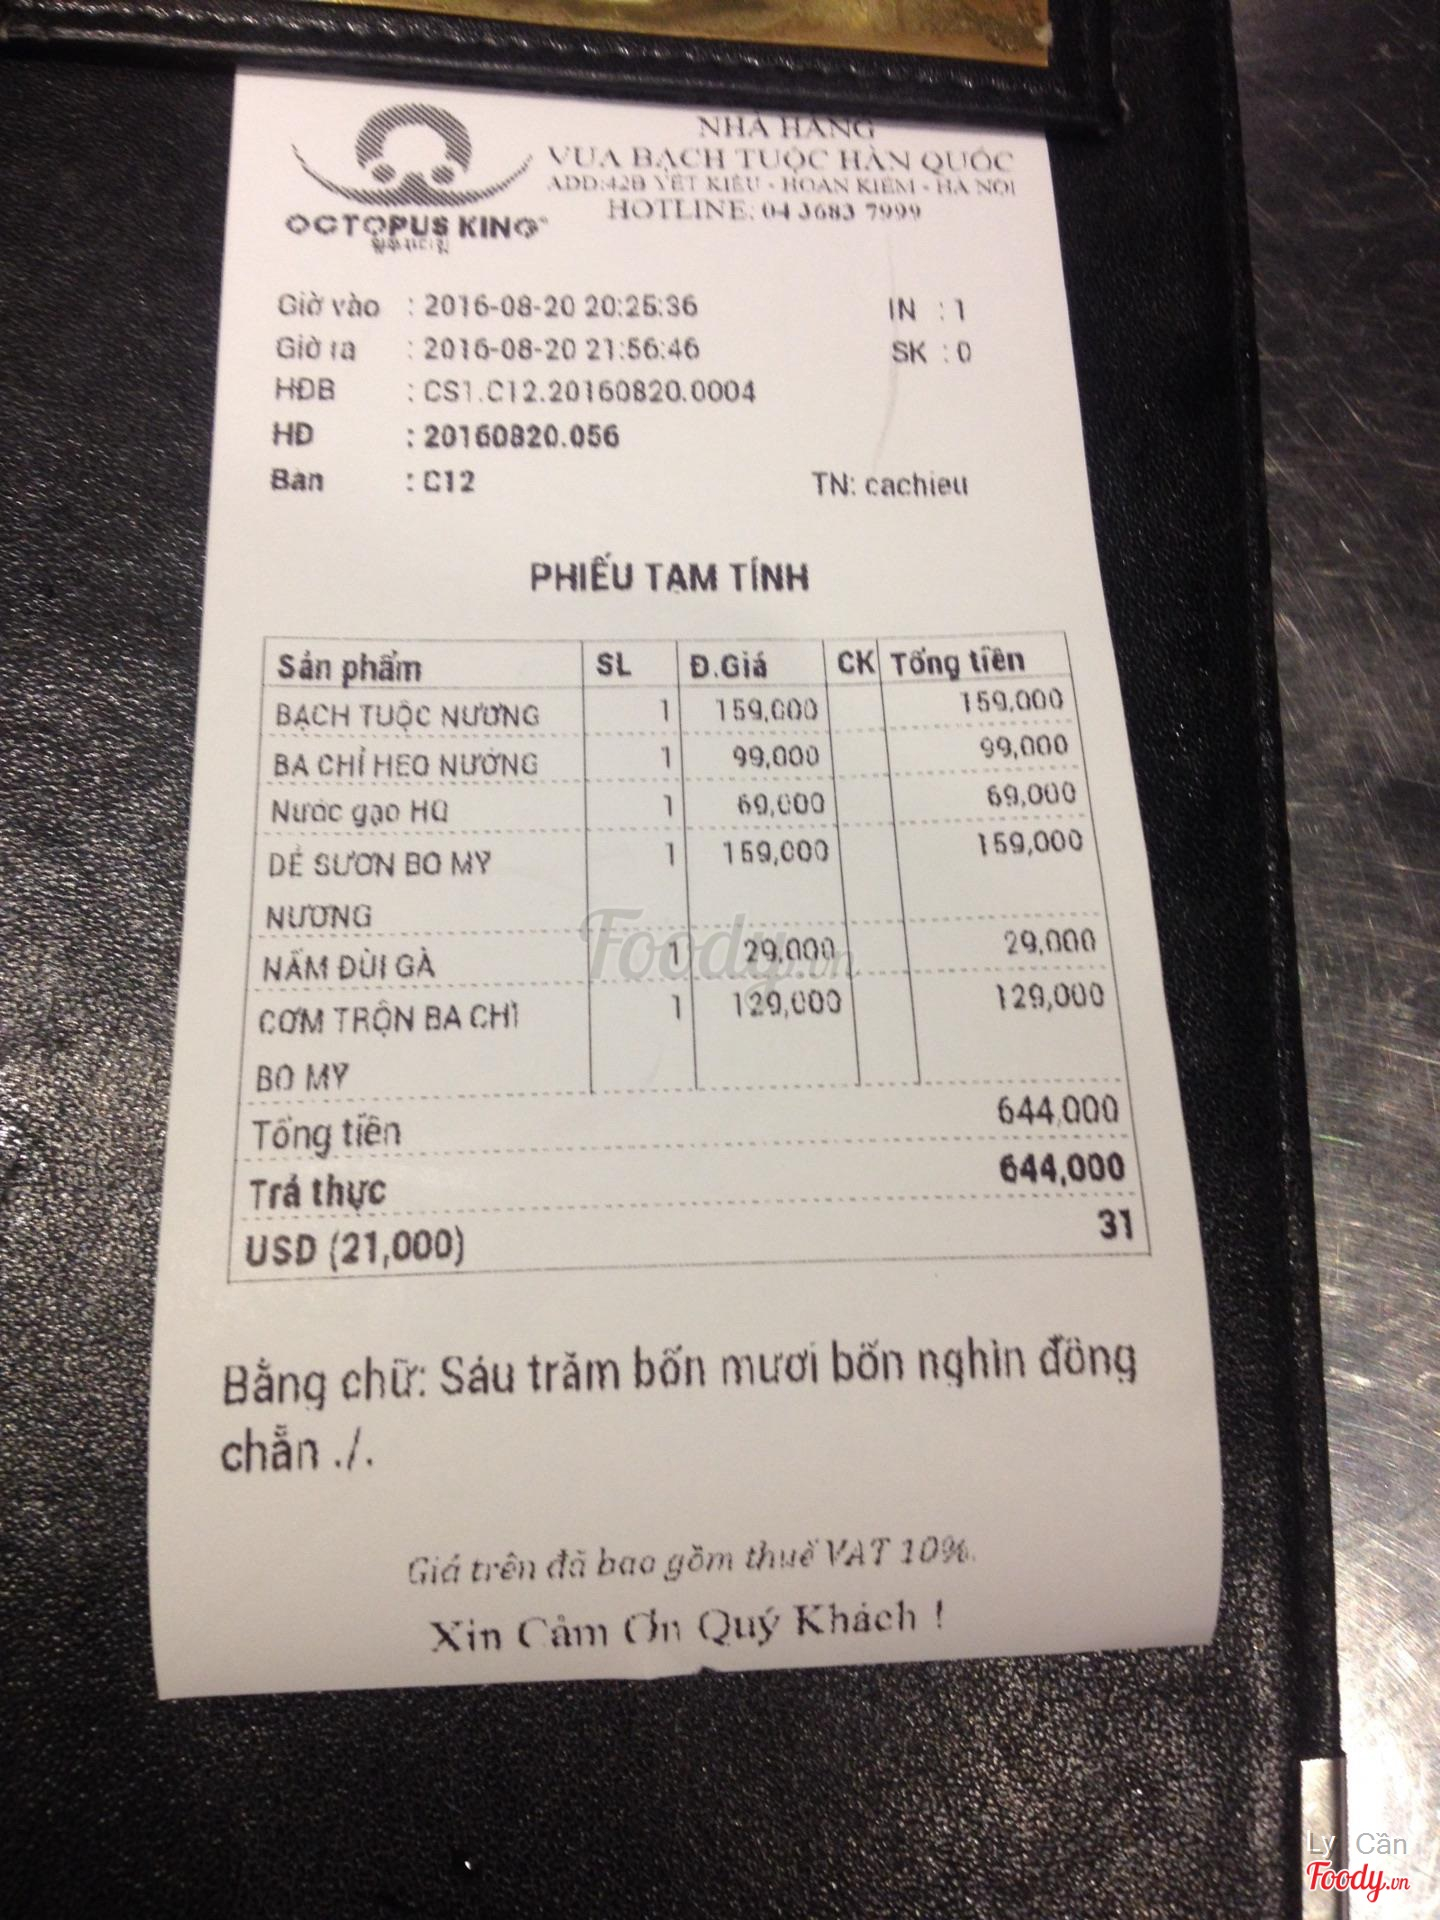 NHÀ HÀNG
VUA BẠCH TUỘC HÀN QUỐC
ADD:42B YẾT KIÊU - HOÀN KIẾM - HÀ NỘI
HOTLINE: 04 3683 7999
OCTOPUS KING™
Giờ vào : 2016-08-20 20:25:36 IN : 1
Giờ ra : 2016-08-20 21:56:46 SK : 0
HĐB : CS1.C12.20160820.0004
HĐ : 20160820.056
Bàn : C12 TN: cachieu
PHIẾU TẠM TÍNH
Sản phẩm SL Đ.Giá CK Tổng tiền
BẠCH TUỘC NƯỚNG 1 159,000 159,000
BA CHỈ HEO NƯỚNG 1 99,000 99,000
Nước gạo HQ 1 69,000 69,000
DẺ SƯỜN BÒ MỸ 1 159,000 159,000
NƯỚNG
NẤM ĐÙI GÀ 1 29,000 29,000
CƠM TRỘN BA CHỈ 1 129,000 129,000
BÒ MỸ
Tổng tiền 644,000
Trả thực 644,000
USD (21,000) 31
Bằng chữ: Sáu trăm bốn mươi bốn nghìn đồng
chẵn ./.
Giá trên đã bao gồm thuế VAT 10%.
Xin Cảm Ơn Quý Khách !
Foody.vn
Ly Cần
Foody.vn